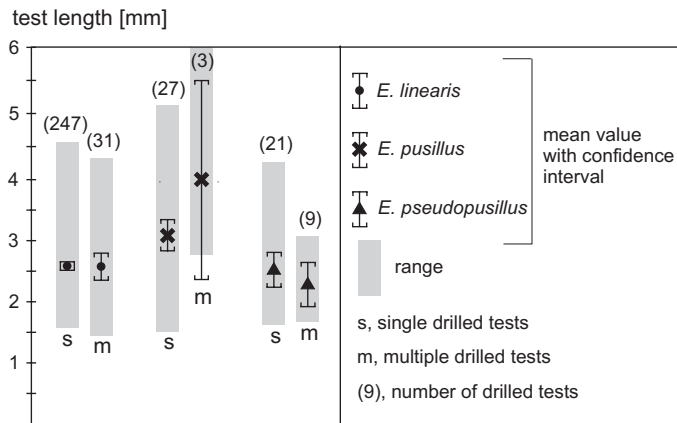 test length [mm]
6
5
4
3
2
1
(247)
(31)
(27)
(3)
(21)
(9)
s
m
s
m
s
m
E. linearis
E. pusillus
E. pseudopusillus
mean value
with confidence
interval
range
s, single drilled tests
m, multiple drilled tests
(9), number of drilled tests